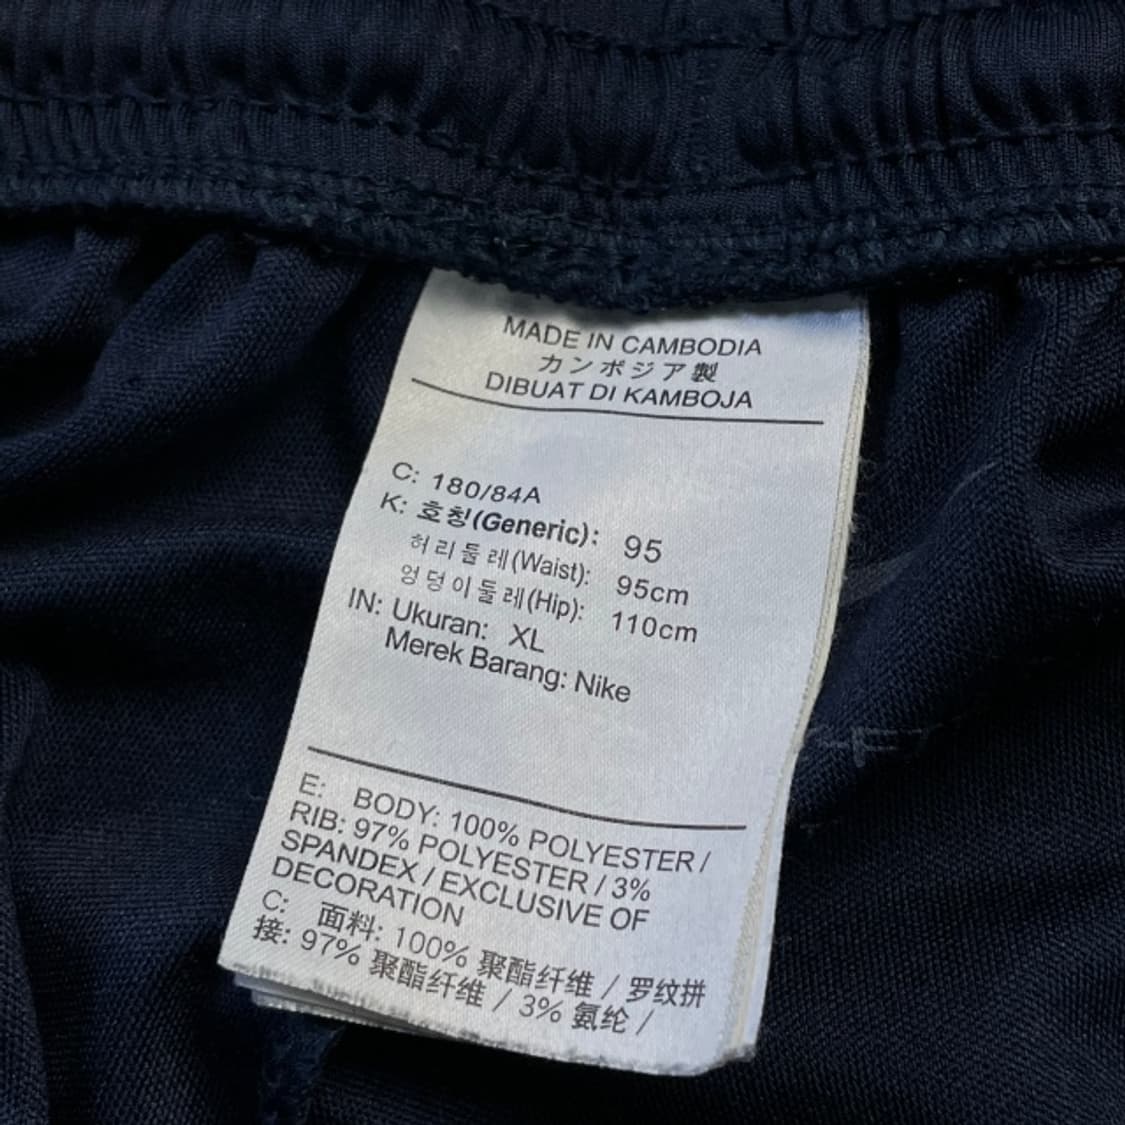 MADE IN CAMBODIA
カンボジア製
DIBUAT DI KAMBOJA
C: 180/84A
K: 호칭(Generic): 95
허리둘레(Waist): 95cm
엉덩이둘레(Hip): 110cm
IN: Ukuran: XL
Merek Barang: Nike
E: BODY: 100% POLYESTER /
RIB: 97% POLYESTER / 3%
SPANDEX / EXCLUSIVE OF
DECORATION
C: 面料: 100% 聚酯纤维 / 罗纹拼
接: 97% 聚酯纤维 / 3% 氨纶 /